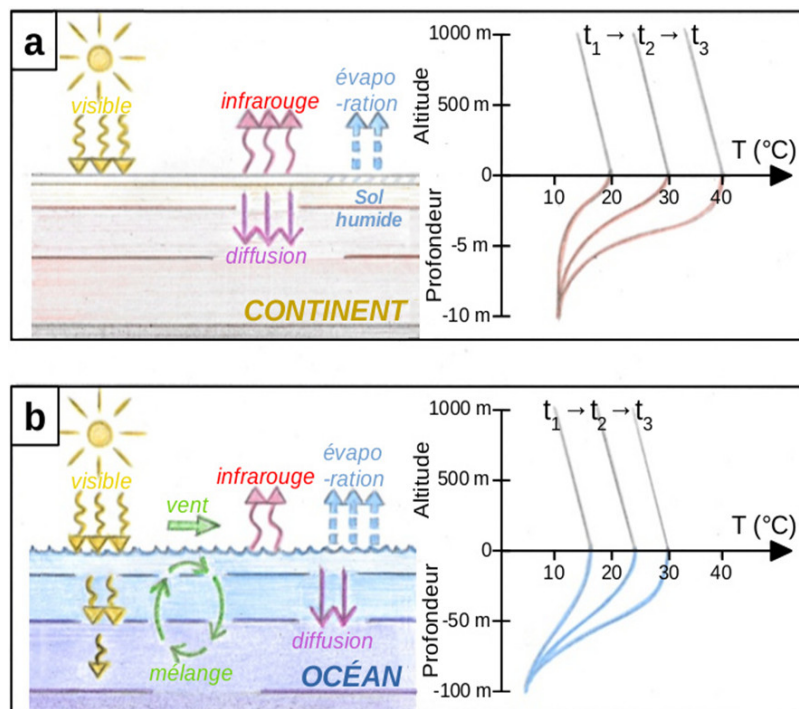 a
visible
infrarouge
évapo
-ration
Sol
humide
diffusion
CONTINENT
1000 m
t1 → t2 → t3
500 m
Altitude
T (°C)
0
10 20 30 40
Profondeur
-5 m
-10 m
b
visible
vent
infrarouge
évapo
-ration
diffusion
mélange
OCÉAN
1000 m
t1 → t2 → t3
500 m
Altitude
T (°C)
0
10 20 30 40
Profondeur
-50 m
-100 m